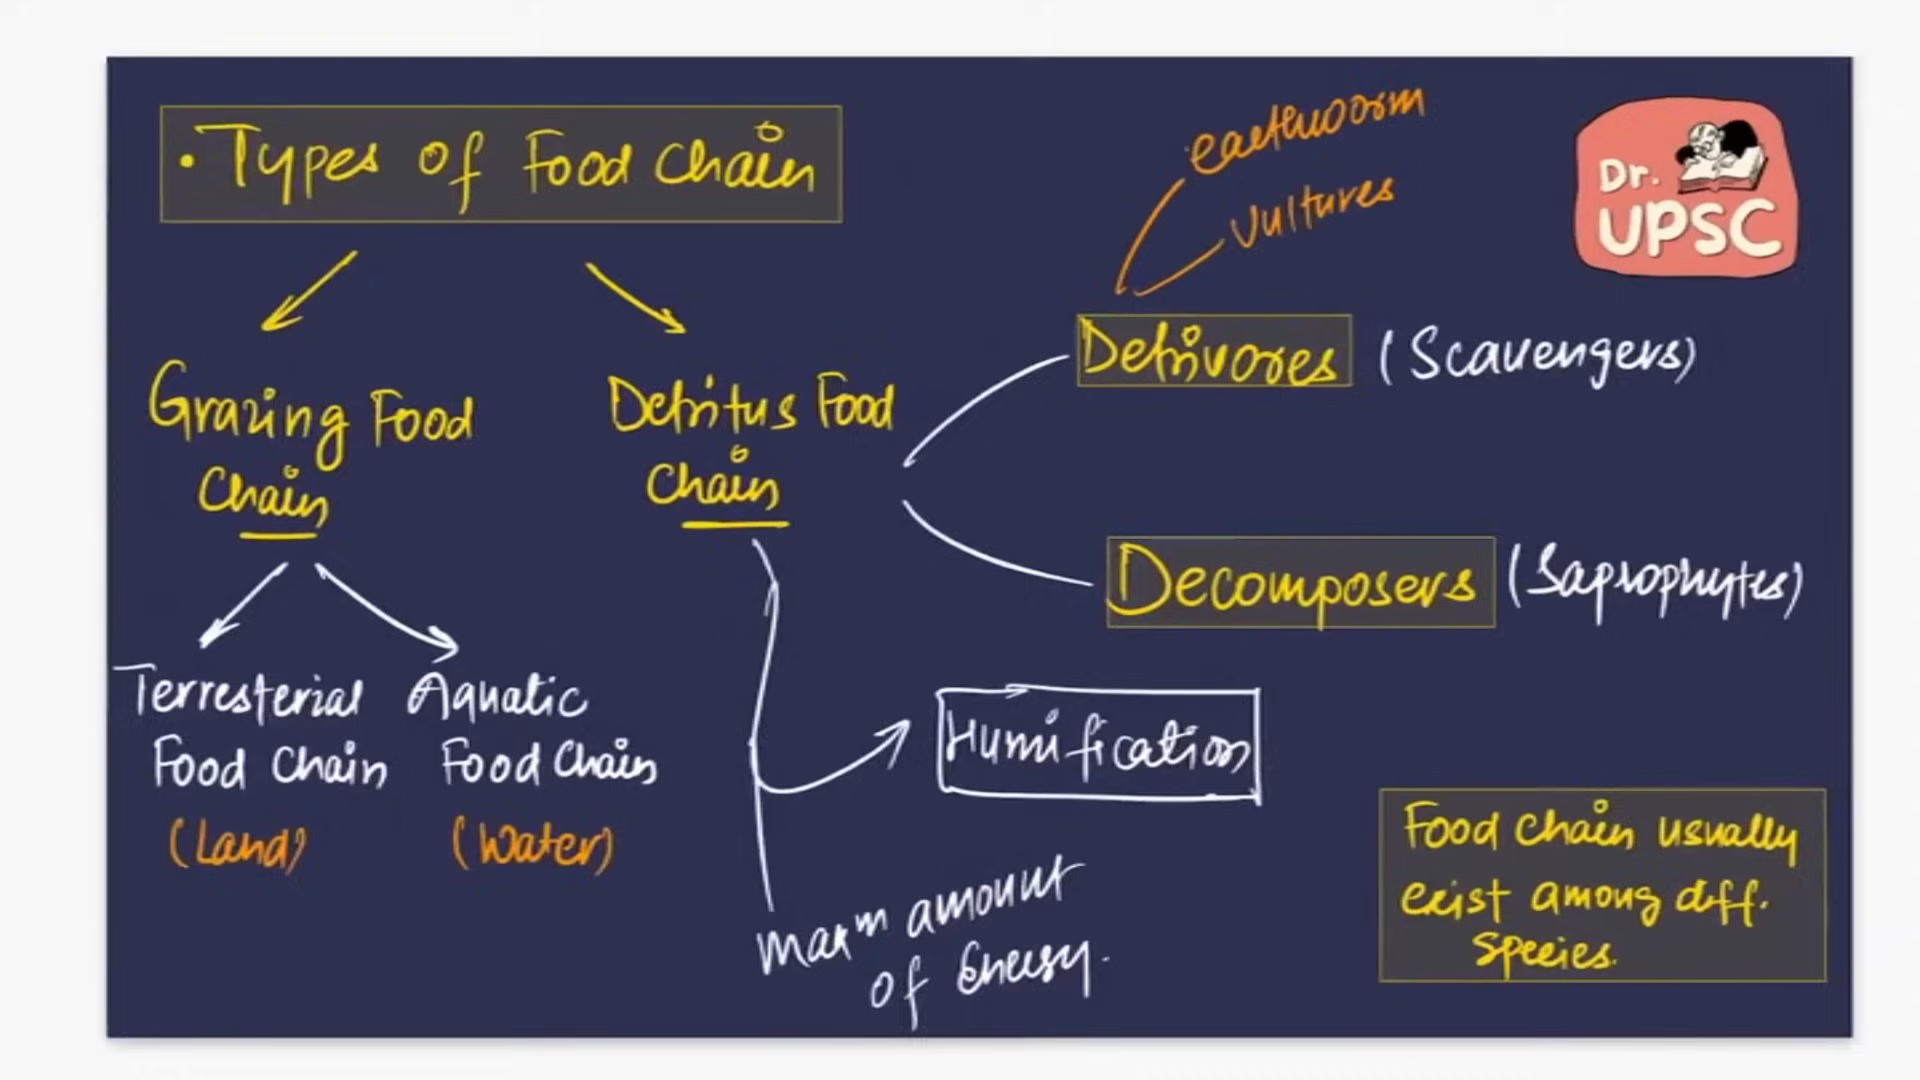 • Types of Food Chain
Grazing Food
Chain
Detritus Food
Chain
Terresterial
Food Chain
(Land)
Aquatic
Food Chain
(Water)
earthworm
Vultures
Detrivores (Scavengers)
Decomposers (Saprophytes)
Humification
maxm amount
of Energy.
Food Chain usually
exist among diff.
Species.
Dr.
UPSC